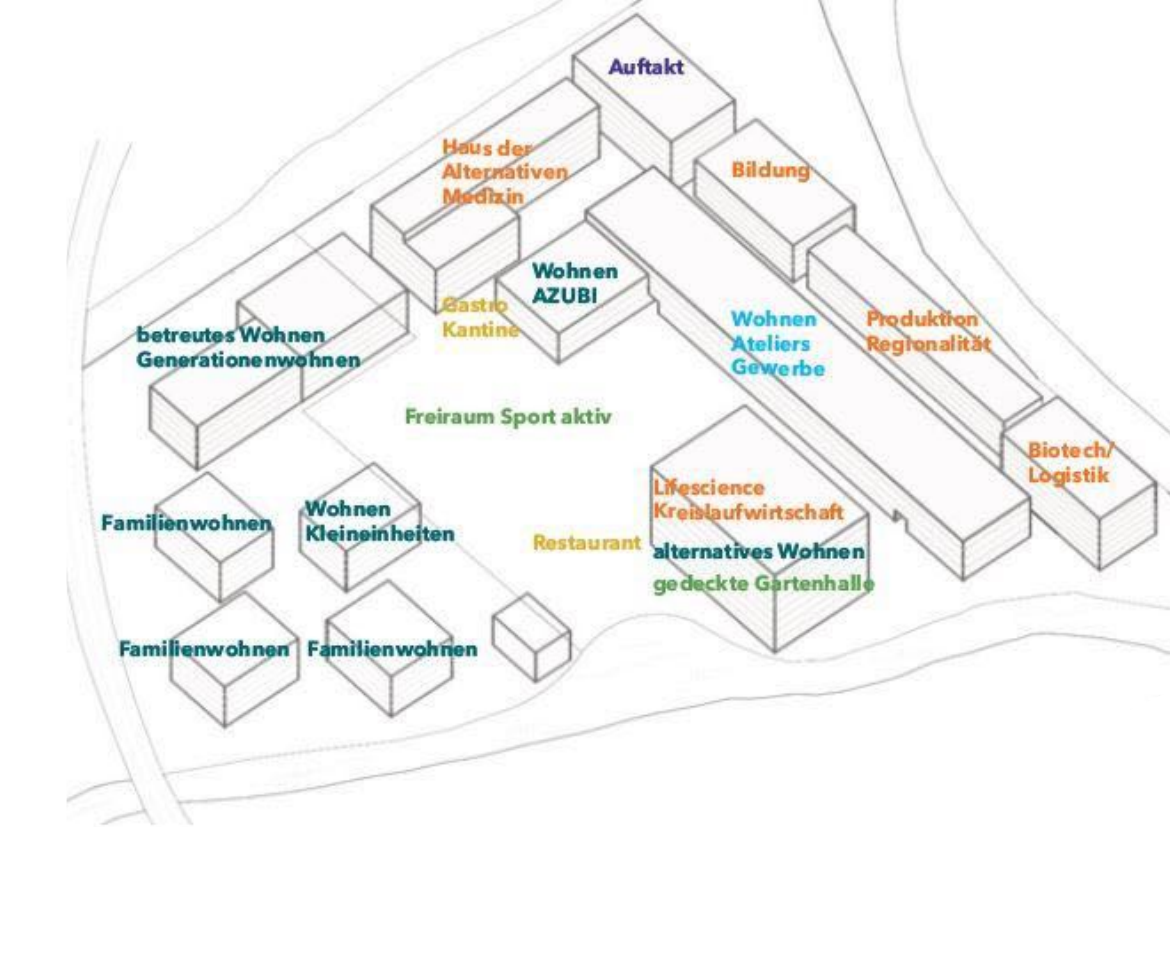 Auftakt
Haus der
Alternativen
Medizin
Bildung
Wohnen
AZUBI
Gastro
Kantine
betreutes Wohnen
Generationenwohnen
Wohnen
Ateliers
Gewerbe
Produktion
Regionalität
Freiraum Sport aktiv
Biotech/
Logistik
Lifescience
Kreislaufwirtschaft
Familienwohnen
Wohnen
Kleineinheiten
Restaurant
alternatives Wohnen
gedeckte Gartenhalle
Familienwohnen
Familienwohnen